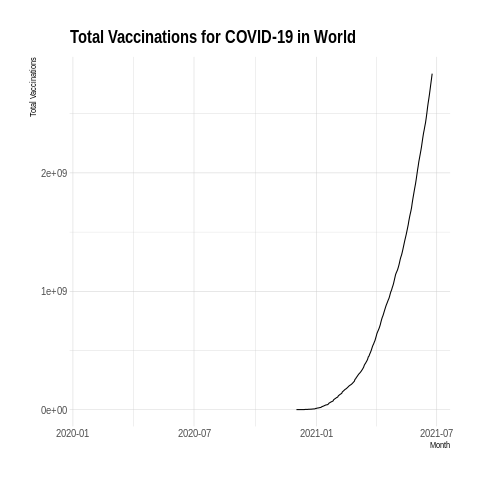 Total Vaccinations for COVID-19 in World
Total Vaccinations
2e+09
1e+09
0e+00
2020-01 2020-07 2021-01 2021-07
Month